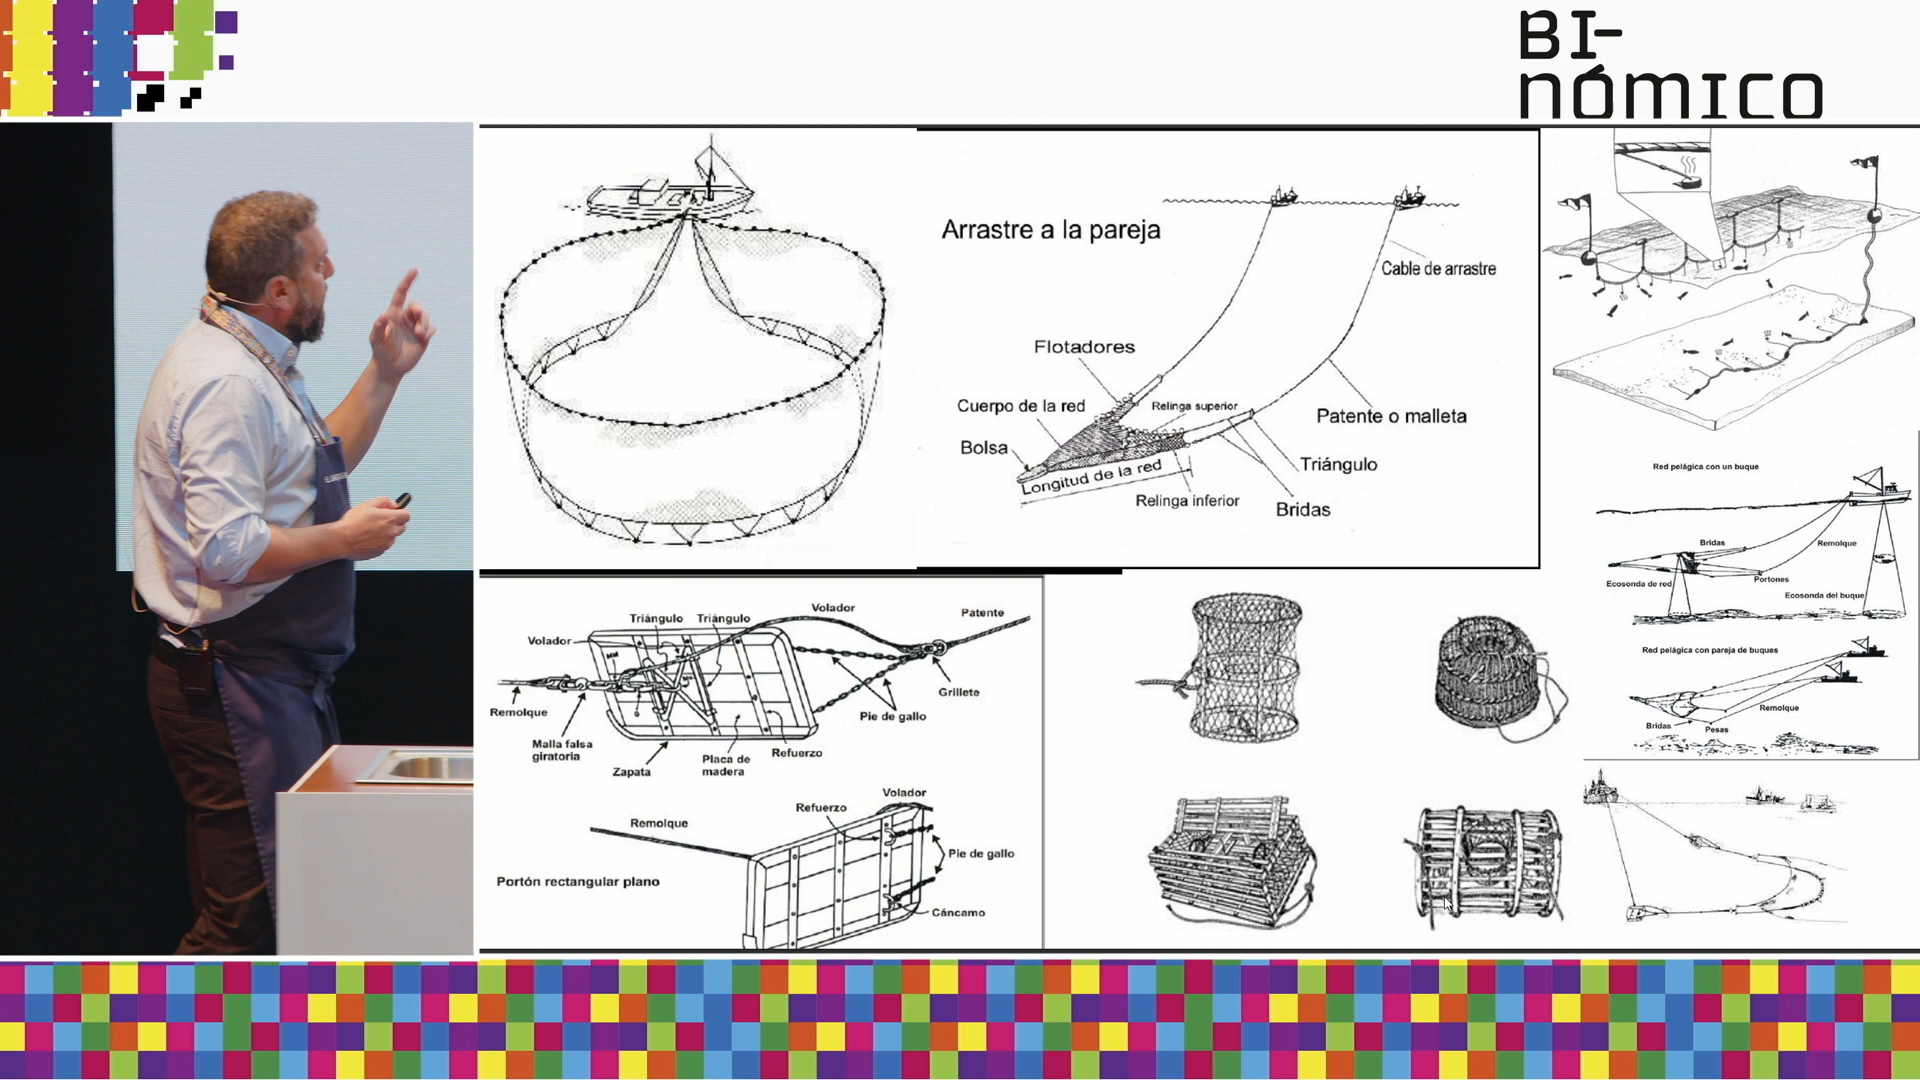 BI-
NÓMICO
Arrastre a la pareja
Cable de arrastre
Flotadores
Cuerpo de la red
Relinga superior
Patente o malleta
Bolsa
Triángulo
Longitud de la red
Relinga inferior
Bridas
Red pelágica con un buque
Bridas
Remolque
Ecosonda de red
Portones
Ecosonda del buque
Red pelágica con pareja de buques
Remolque
Bridas
Pesas
Volador
Patente
Triángulo
Triángulo
Volador
Grillete
Remolque
Pie de gallo
Malla falsa
giratoria
Zapata
Placa de
madera
Refuerzo
Volador
Refuerzo
Remolque
Pie de gallo
Portón rectangular plano
Cáncamo